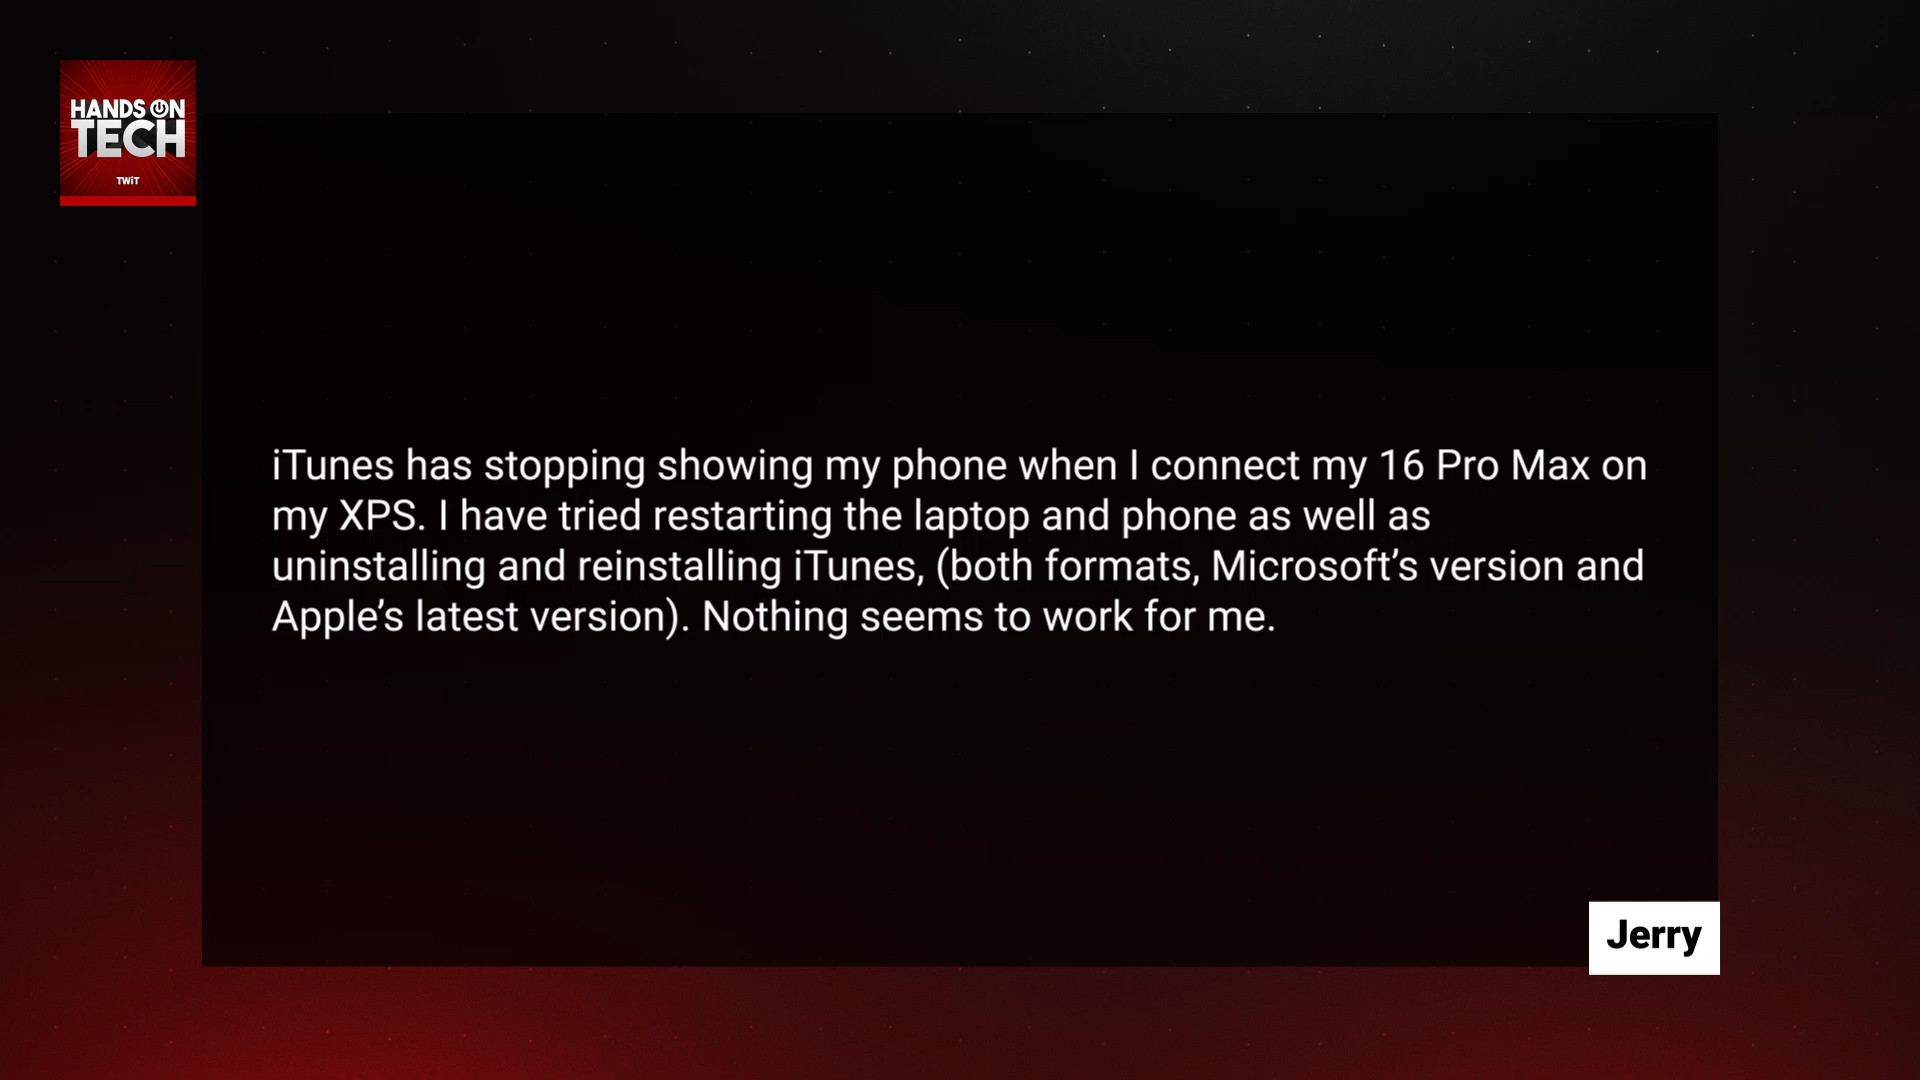 HANDS ON
TECH
TWiT
iTunes has stopping showing my phone when I connect my 16 Pro Max on
my XPS. I have tried restarting the laptop and phone as well as
uninstalling and reinstalling iTunes, (both formats, Microsoft’s version and
Apple’s latest version). Nothing seems to work for me.
Jerry